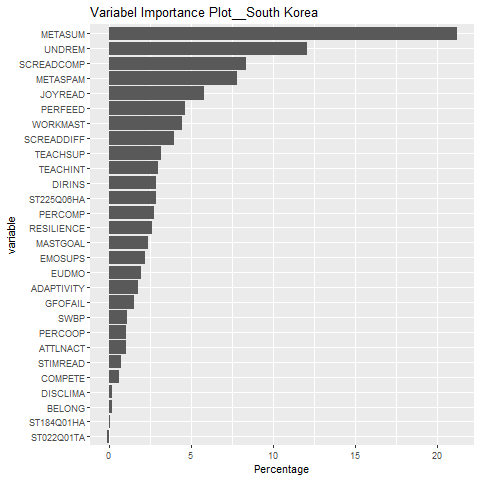 Variabel Importance Plot__South Korea
METASUM
UNDREM
SCREADCOMP
METASPAM
JOYREAD
PERFEED
WORKMAST
SCREADDIFF
TEACHSUP
TEACHINT
DIRINS
ST225Q06HA
PERCOMP
RESILIENCE
MASTGOAL
EMOSUPS
EUDMO
ADAPTIVITY
GFOFAIL
SWBP
PERCOOP
ATTLNACT
STIMREAD
COMPETE
DISCLIMA
BELONG
ST184Q01HA
ST022Q01TA
variable
0 5 10 15 20
Percentage